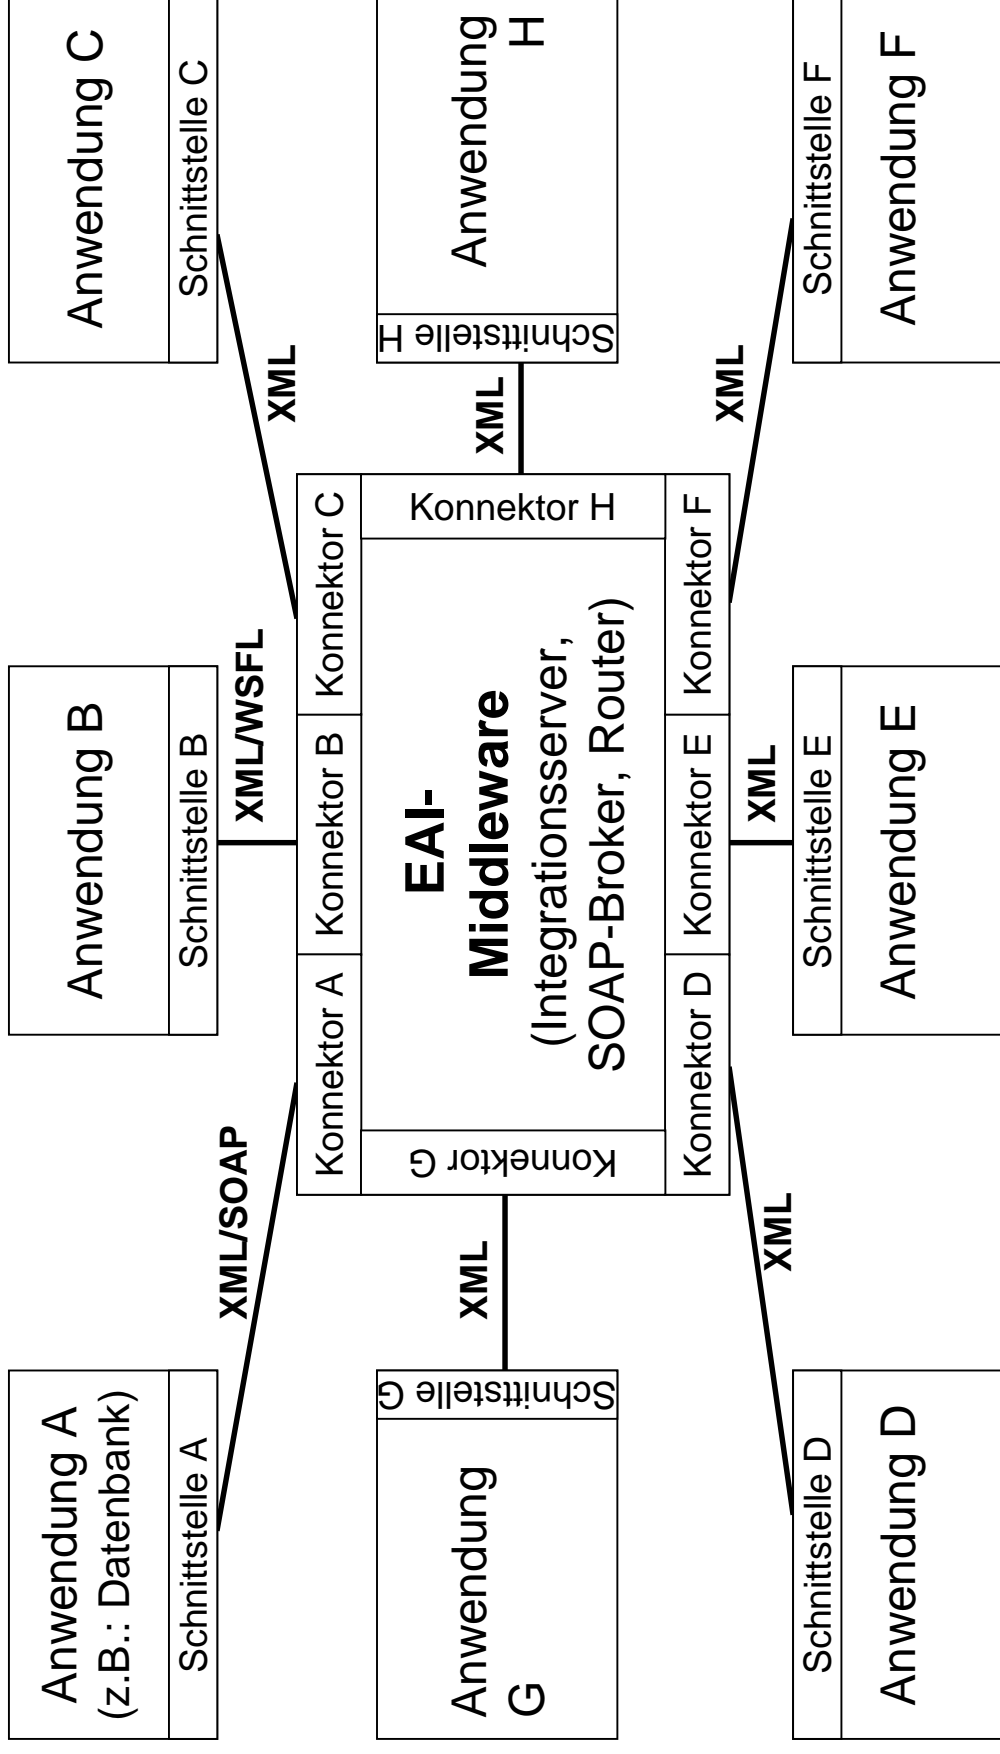 Anwendung A
(z.B.: Datenbank)
Schnittstelle A
Anwendung B
Schnittstelle B
Anwendung C
Schnittstelle C
XML/SOAP
XML/WSFL
XML
Konnektor A
Konnektor B
Konnektor C
Anwendung
G
Schnittstelle G
XML
Konnektor G
EAI-
Middleware
(Integrationsserver,
SOAP-Broker, Router)
Konnektor H
XML
Schnittstelle H
Anwendung
H
Konnektor D
Konnektor E
Konnektor F
XML
XML
XML
Schnittstelle D
Anwendung D
Schnittstelle E
Anwendung E
Schnittstelle F
Anwendung F